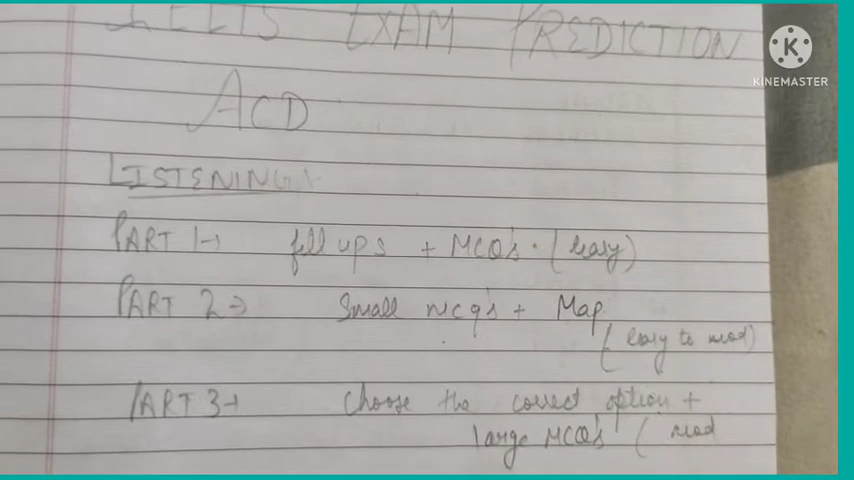 IELTS EXAM PREDICTION
KINEMASTER
ACD
LISTENING:
PART 1→ fill ups + MCQ's. (easy)
PART 2→ Small mcq's + Map
(easy to mod)
PART 3→ Choose the correct option +
large MCQ's (mod